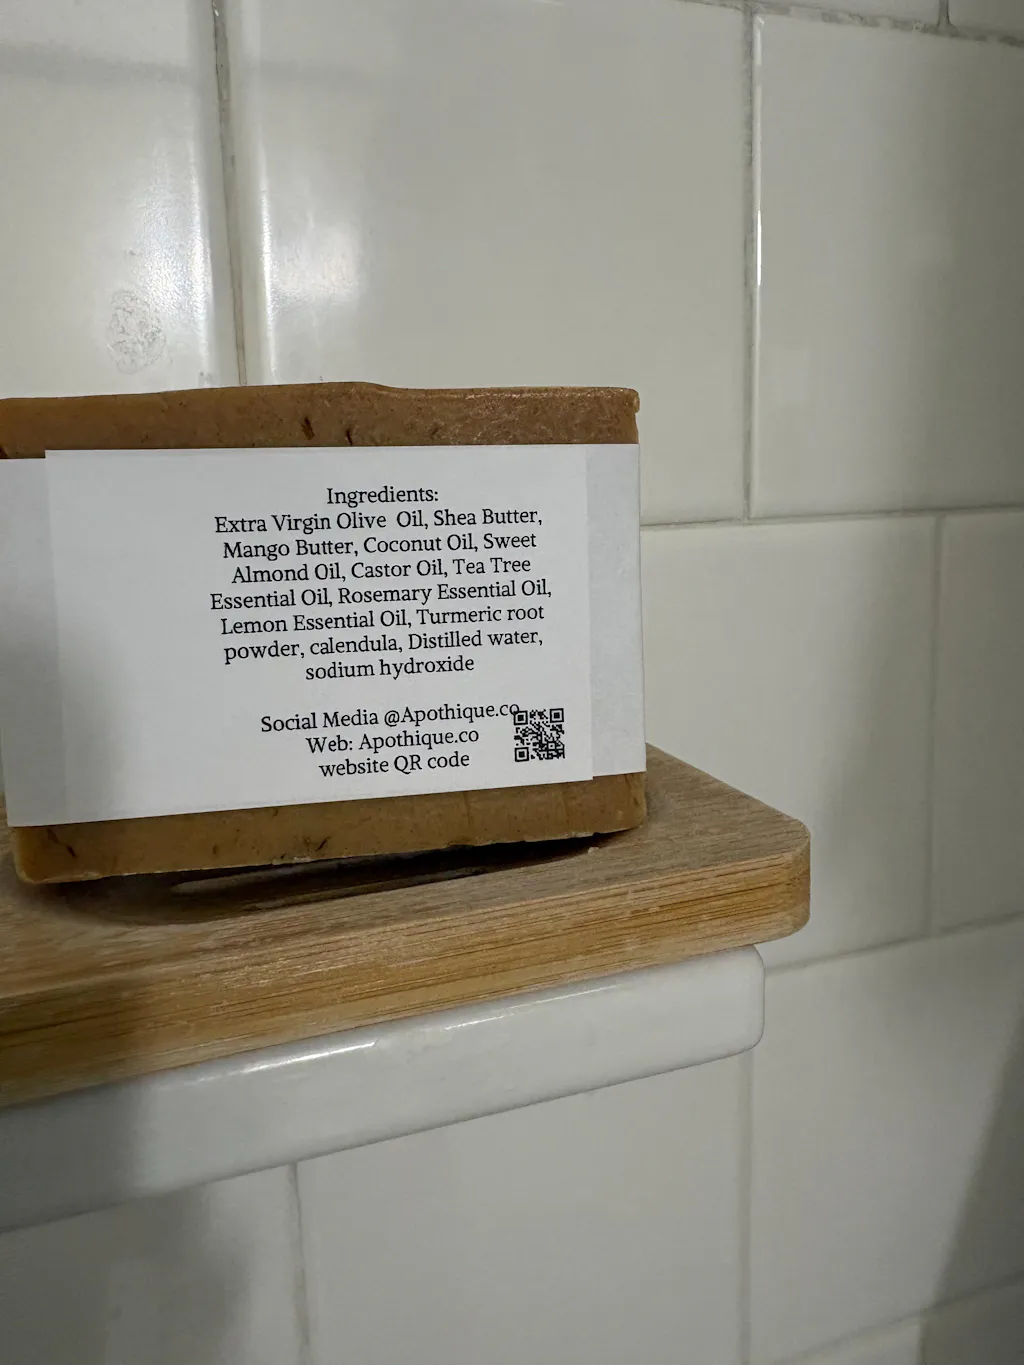 Ingredients:
Extra Virgin Olive Oil, Shea Butter,
Mango Butter, Coconut Oil, Sweet
Almond Oil, Castor Oil, Tea Tree
Essential Oil, Rosemary Essential Oil,
Lemon Essential Oil, Turmeric root
powder, calendula, Distilled water,
sodium hydroxide
Social Media @Apothique.co
Web: Apothique.co
website QR code